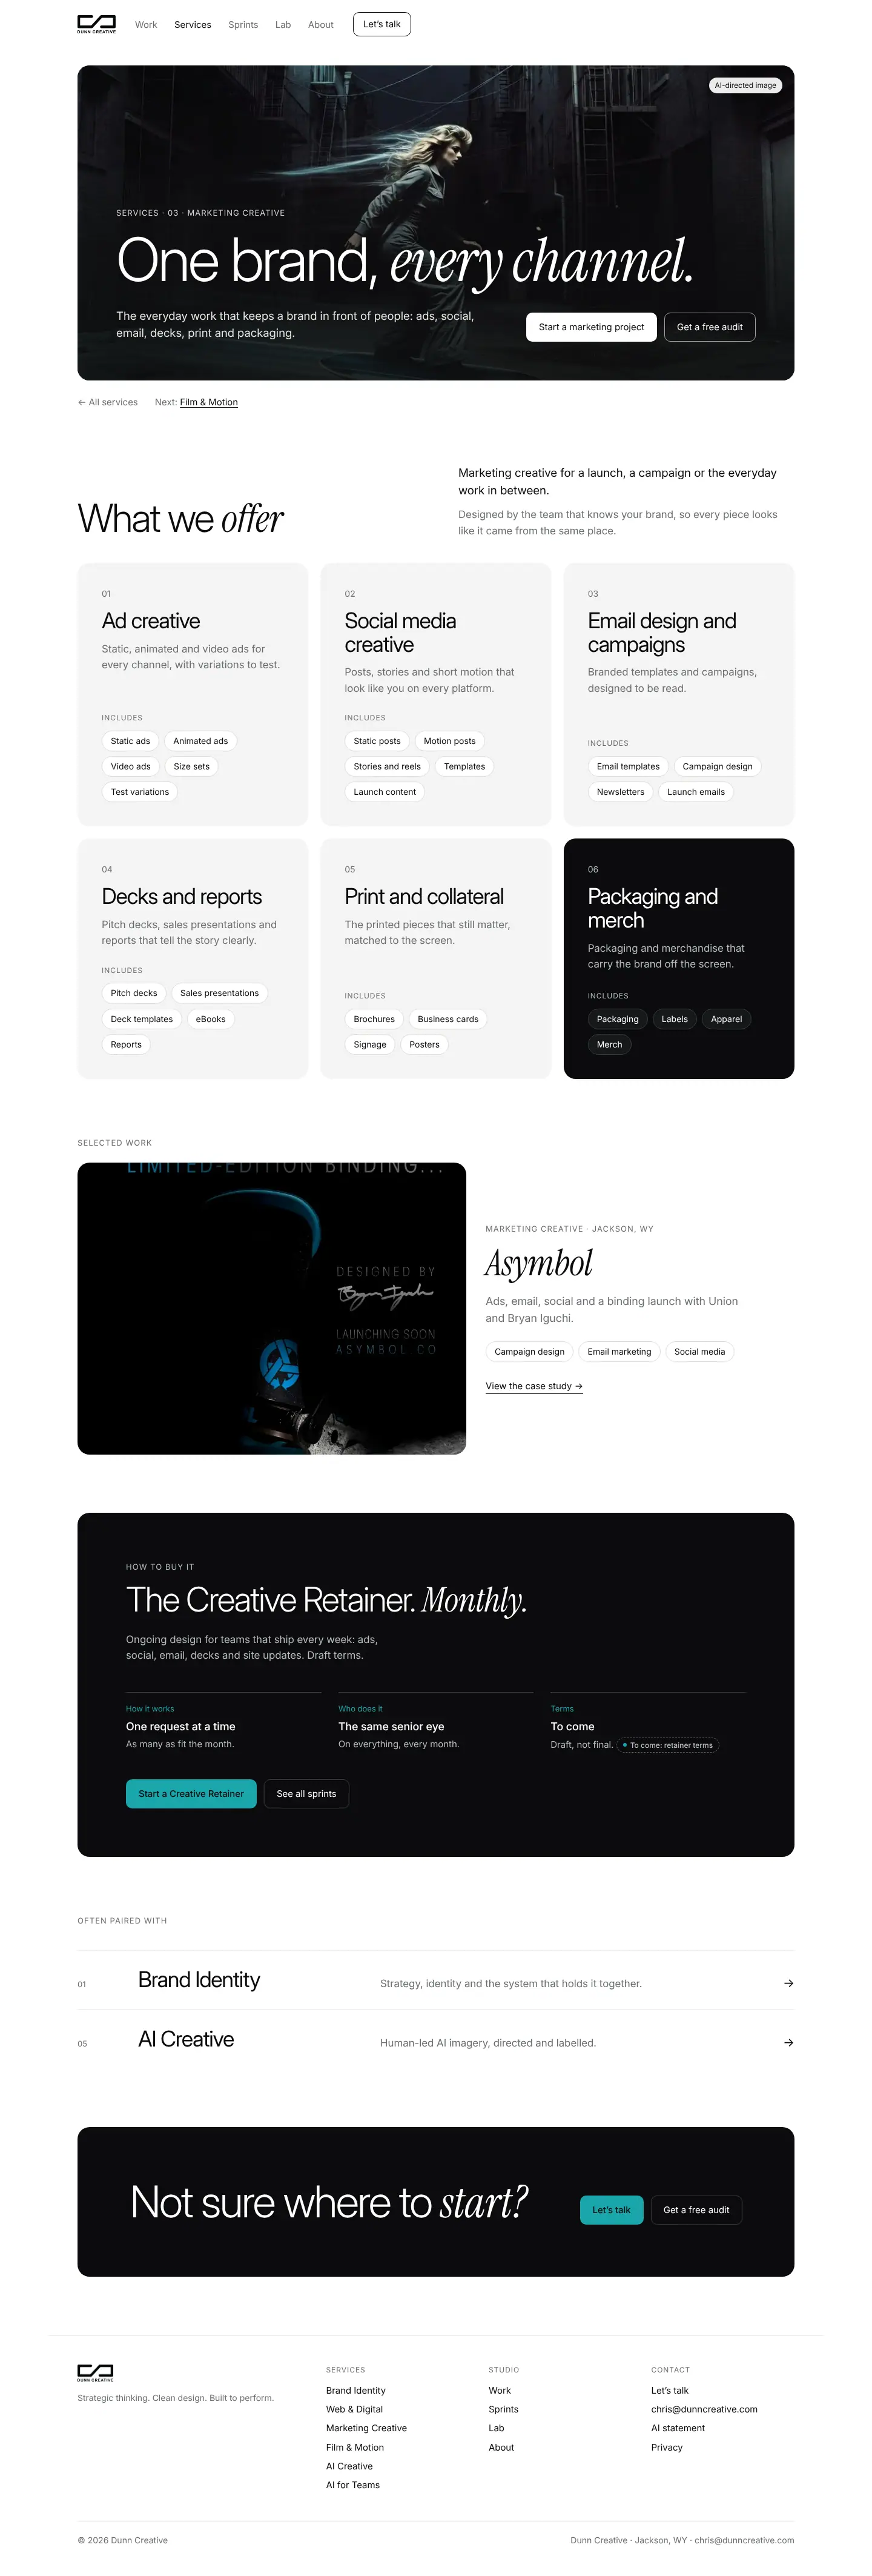 DUNN CREATIVE
Work Services Sprints Lab About Let's talk
AI-directed image
SERVICES · 03 · MARKETING CREATIVE
One brand, every channel.
The everyday work that keeps a brand in front of people: ads, social,
email, decks, print and packaging.
Start a marketing project Get a free audit
← All services Next: Film & Motion
What we offer
Marketing creative for a launch, a campaign or the everyday
work in between.
Designed by the team that knows your brand, so every piece looks
like it came from the same place.
01
Ad creative
Static, animated and video ads for
every channel, with variations to test.
INCLUDES
Static ads Animated ads
Video ads Size sets
Test variations
02
Social media
creative
Posts, stories and short motion that
look like you on every platform.
INCLUDES
Static posts Motion posts
Stories and reels Templates
Launch content
03
Email design and
campaigns
Branded templates and campaigns,
designed to be read.
INCLUDES
Email templates Campaign design
Newsletters Launch emails
04
Decks and reports
Pitch decks, sales presentations and
reports that tell the story clearly.
INCLUDES
Pitch decks Sales presentations
Deck templates eBooks
Reports
05
Print and collateral
The printed pieces that still matter,
matched to the screen.
INCLUDES
Brochures Business cards
Signage Posters
06
Packaging and
merch
Packaging and merchandise that
carry the brand off the screen.
INCLUDES
Packaging Labels Apparel
Merch
SELECTED WORK
LIMITED-EDITION BINDING...
DESIGNED BY
LAUNCHING SOON
ASYMBOL.CO
MARKETING CREATIVE · JACKSON, WY
Asymbol
Ads, email, social and a binding launch with Union
and Bryan Iguchi.
Campaign design Email marketing Social media
View the case study →
HOW TO BUY IT
The Creative Retainer. Monthly.
Ongoing design for teams that ship every week: ads,
social, email, decks and site updates. Draft terms.
How it works
One request at a time
As many as fit the month.
Who does it
The same senior eye
On everything, every month.
Terms
To come
Draft, not final. To come: retainer terms
Start a Creative Retainer See all sprints
OFTEN PAIRED WITH
01 Brand Identity Strategy, identity and the system that holds it together. →
05 AI Creative Human-led AI imagery, directed and labelled. →
Not sure where to start?
Let's talk Get a free audit
DUNN CREATIVE
Strategic thinking. Clean design. Built to perform.
SERVICES
Brand Identity
Web & Digital
Marketing Creative
Film & Motion
AI Creative
AI for Teams
STUDIO
Work
Sprints
Lab
About
CONTACT
Let's talk
chris@dunncreative.com
AI statement
Privacy
© 2026 Dunn Creative
Dunn Creative · Jackson, WY · chris@dunncreative.com